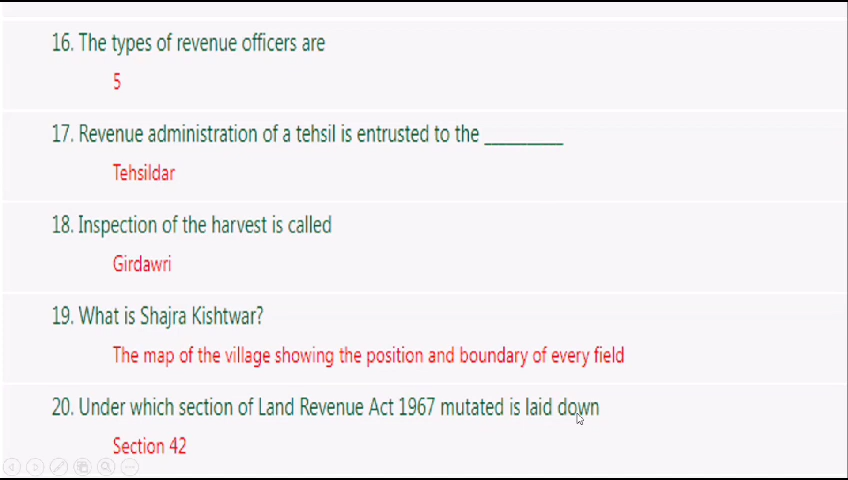 16. The types of revenue officers are
5
17. Revenue administration of a tehsil is entrusted to the __________
Tehsildar
18. Inspection of the harvest is called
Girdawri
19. What is Shajra Kishtwar?
The map of the village showing the position and boundary of every field
20. Under which section of Land Revenue Act 1967 mutated is laid down
Section 42